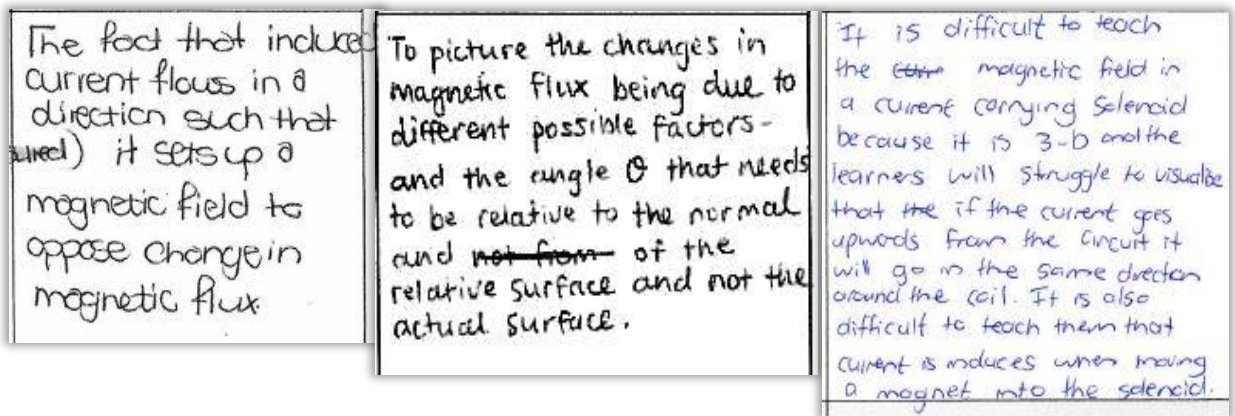 The fact that induced
current flows in a
direction such that
it sets up a
magnetic field to
oppose change in
magnetic flux
To picture the changes in
magnetic flux being due to
different possible factors-
and the angle θ that needs
to be relative to the normal
and not from of the
relative surface and not the
actual surface.
It is difficult to teach
the magnetic field in
a current carrying Solenoid
because it is 3-D and the
learners will struggle to visualise
that the if the current goes
upwards from the circuit it
will go in the same direction
around the coil. It is also
difficult to teach them that
current is induces when moving
a magnet into the solenoid.